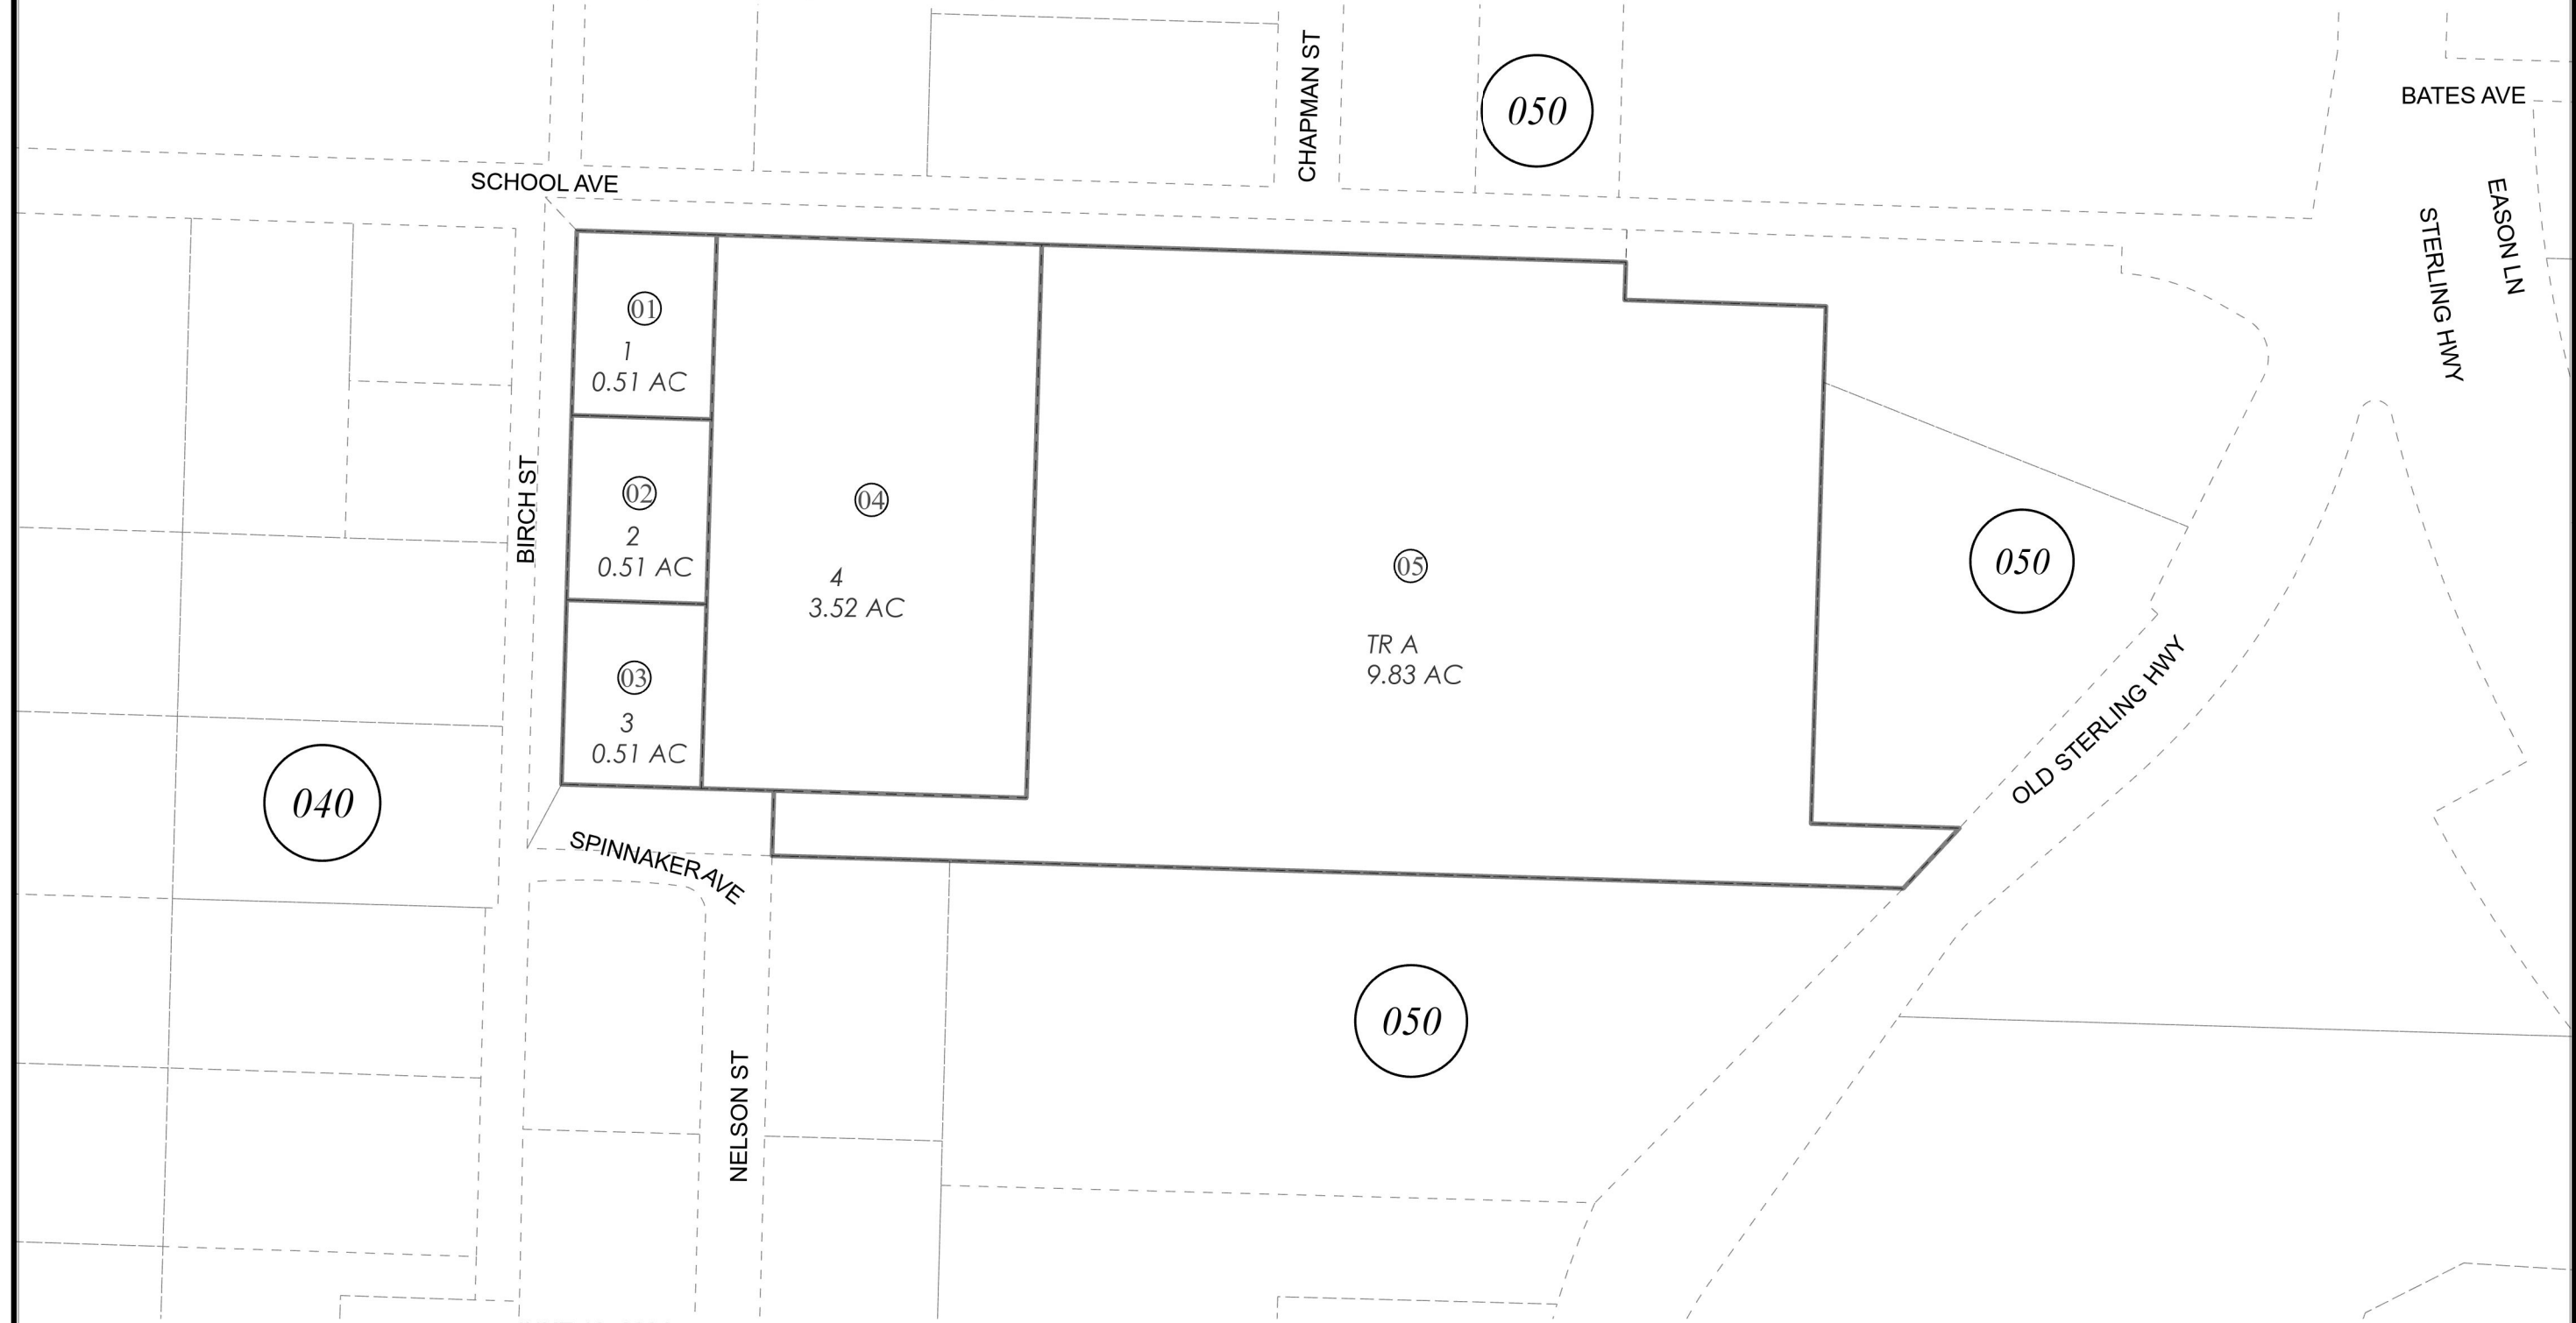 CHAPMAN ST
050
BATES AVE
SCHOOL AVE
EASON LN
STERLING HWY
01
1
0.51 AC
BIRCH ST
02
2
0.51 AC
04
4
3.52 AC
05
TR A
9.83 AC
050
03
3
0.51 AC
OLD STERLING HWY
040
SPINNAKER AVE
050
NELSON ST